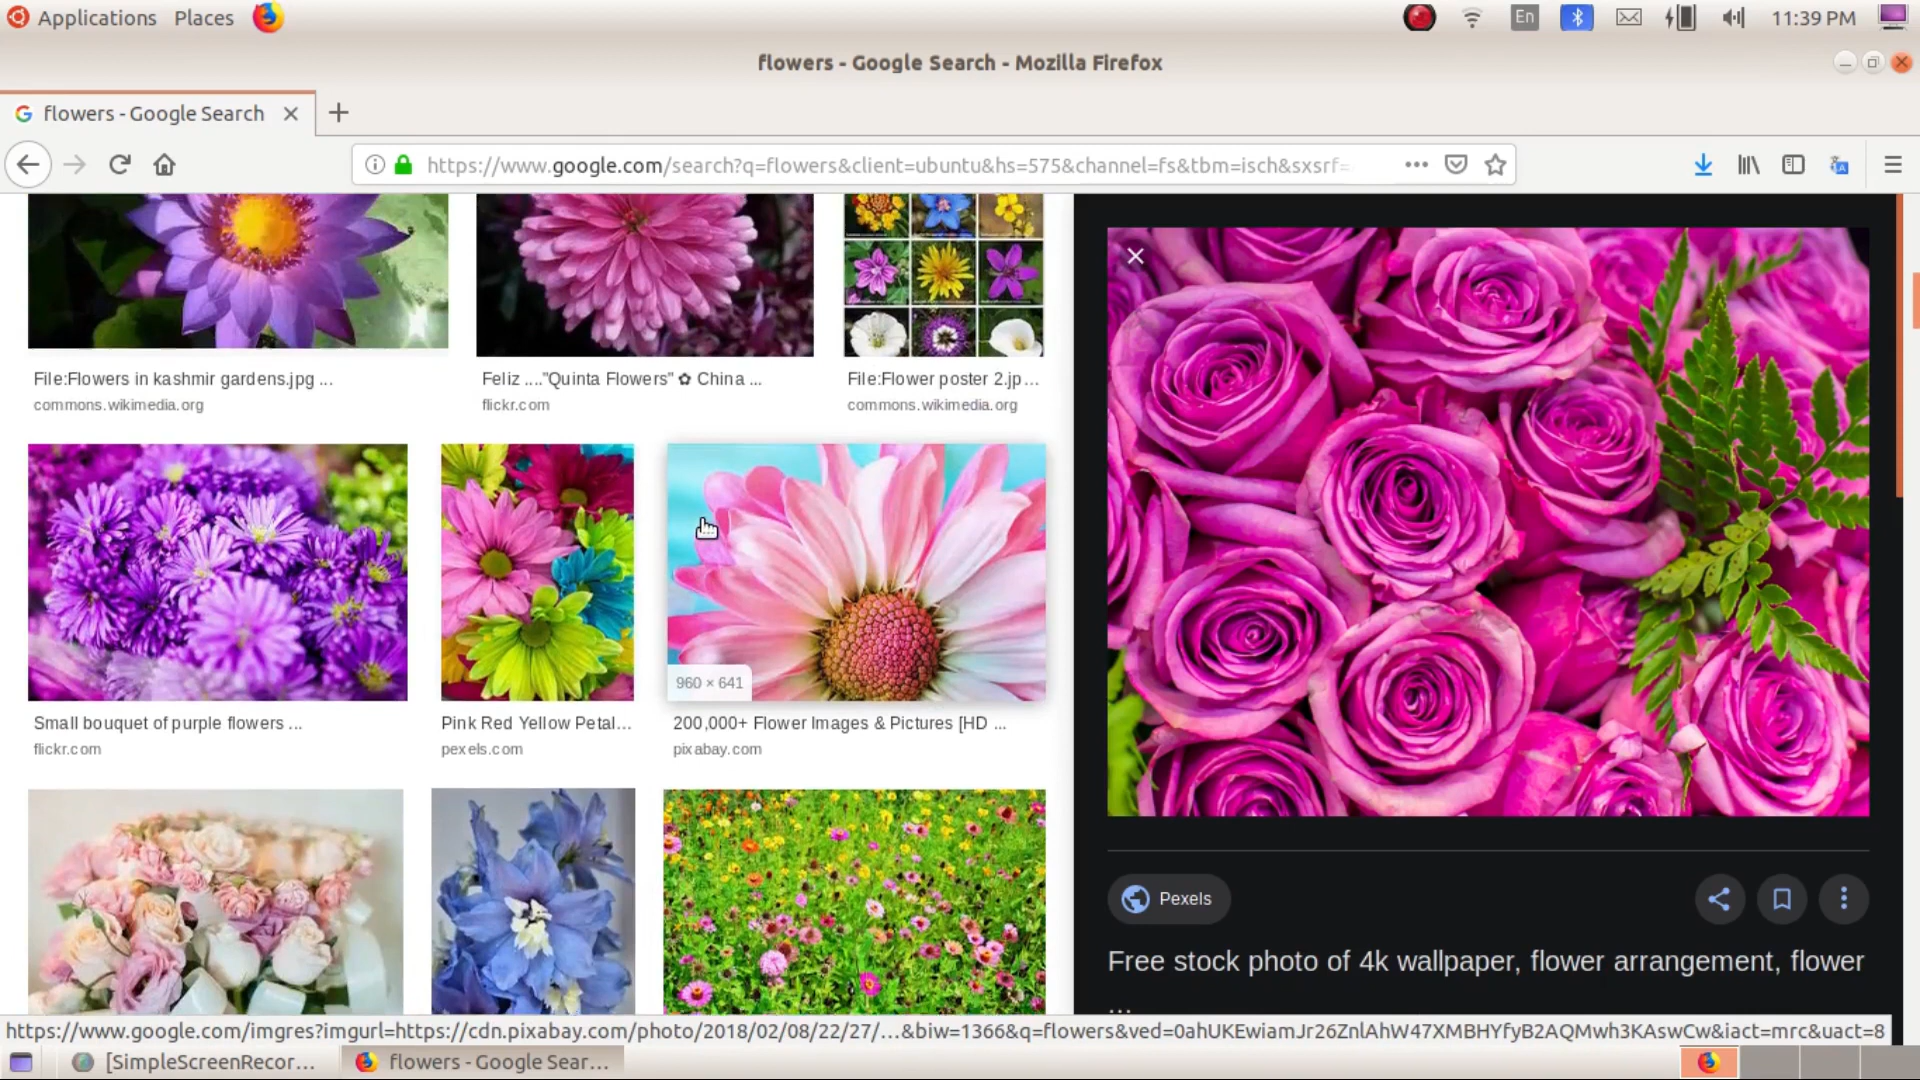 Applications Places
En
11:39 PM
flowers - Google Search - Mozilla Firefox
flowers - Google Search
https://www.google.com/search?q=flowers&client=ubuntu&hs=575&channel=fs&tbm=isch&sxsrf=
File:Flowers in kashmir gardens.jpg ...
commons.wikimedia.org
Feliz ...."Quinta Flowers" ✿ China ...
flickr.com
File:Flower poster 2.jp...
commons.wikimedia.org
960 × 641
Small bouquet of purple flowers ...
flickr.com
Pink Red Yellow Petal...
pexels.com
200,000+ Flower Images & Pictures [HD ...
pixabay.com
Pexels
Free stock photo of 4k wallpaper, flower arrangement, flower
...
https://www.google.com/imgres?imgurl=https://cdn.pixabay.com/photo/2018/02/08/22/27/...&biw=1366&q=flowers&ved=0ahUKEwiamJr26ZnlAhW47XMBHYfyB2AQMwh3KAswCw&iact=mrc&uact=8
[SimpleScreenRecor...
flowers - Google Sear...